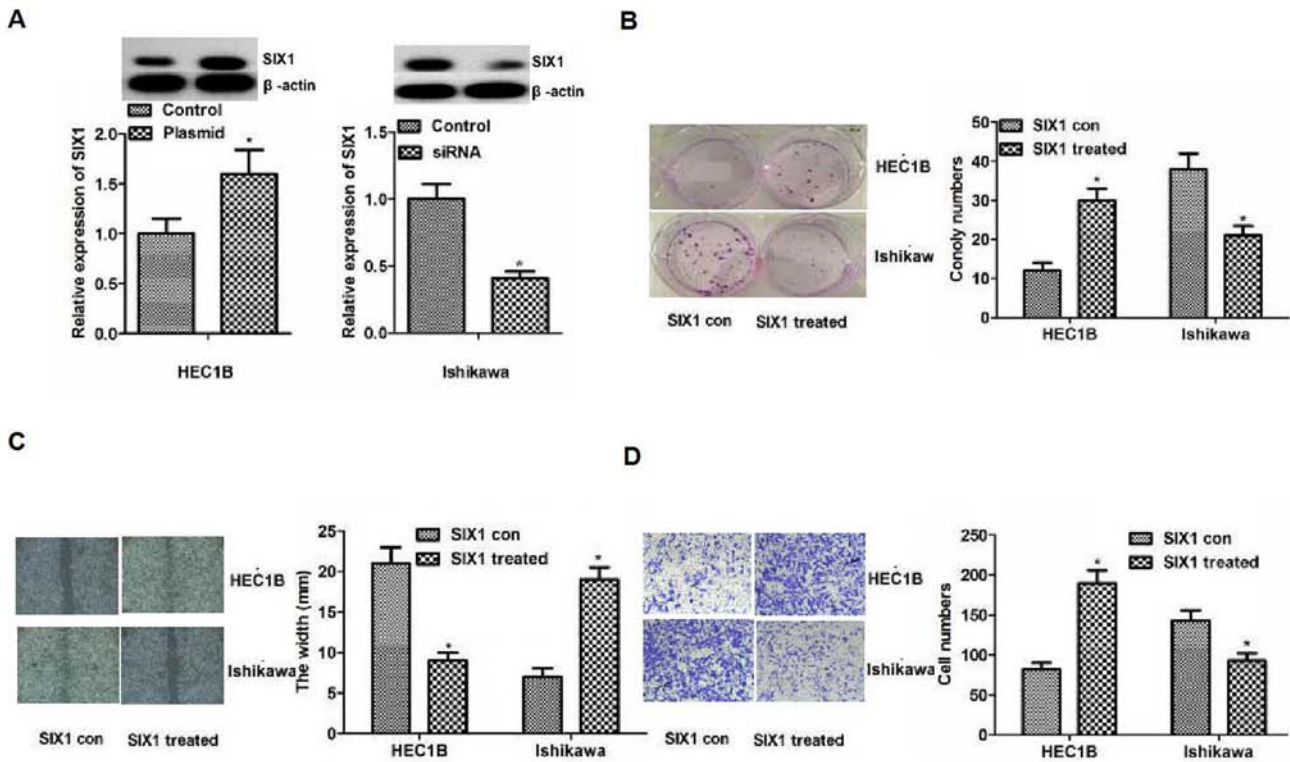 A
SIX1
β -actin
Control
Plasmid
Relative expression of SIX1
2.0
1.5
1.0
0.5
0.0
*
HEC1B
SIX1
β -actin
Control
siRNA
Relative expression of SIX1
1.5
1.0
0.5
0.0
*
Ishikawa
B
HEC1B
Ishikaw
SIX1 con
SIX1 treated
SIX1 con
SIX1 treated
Conoly numbers
50
40
30
20
10
0
*
*
HEC1B
Ishikawa
C
HEC1B
Ishikawa
SIX1 con
SIX1 treated
SIX1 con
SIX1 treated
The width (mm)
25
20
15
10
5
0
*
*
HEC1B
Ishikawa
D
HEC1B
Ishikawa
SIX1 con
SIX1 treated
SIX1 con
SIX1 treated
Cell numbers
250
200
150
100
50
0
*
*
HEC1B
Ishikawa